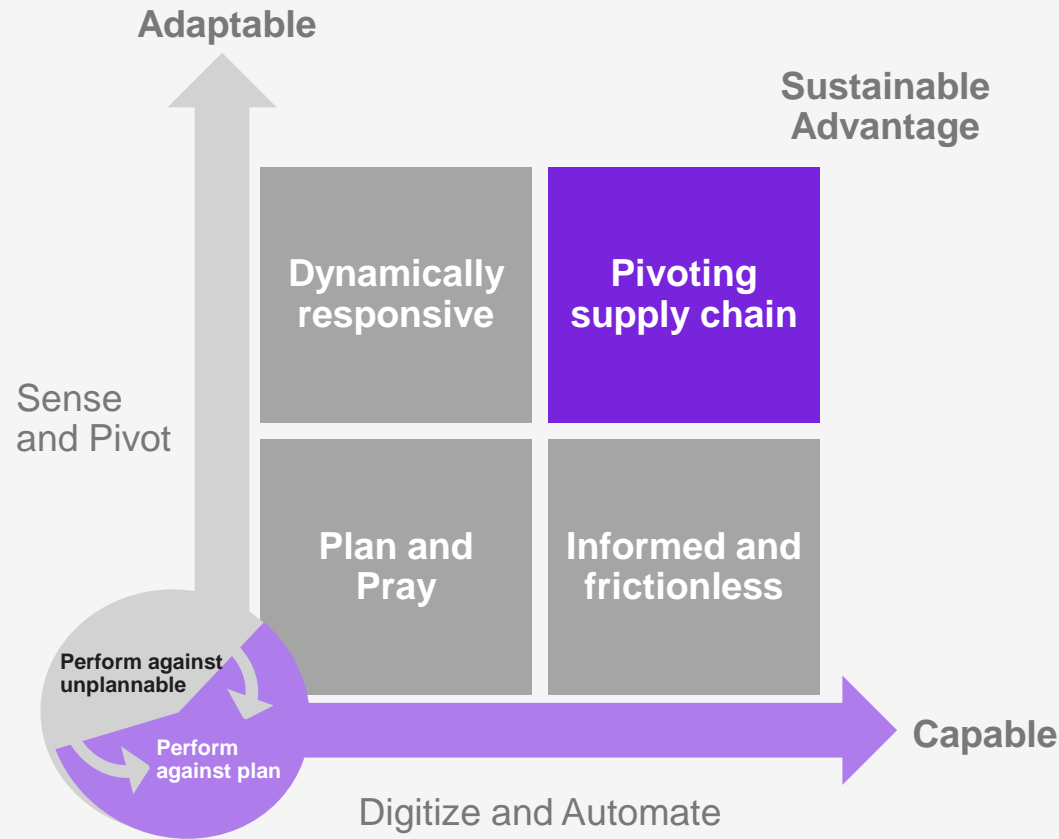 Adaptable
Sustainable
Advantage
Dynamically
responsive
Pivoting
supply chain
Sense
and Pivot
Plan and
Pray
Informed and
frictionless
Perform against
unplannable
Perform
against plan
Capable
Digitize and Automate